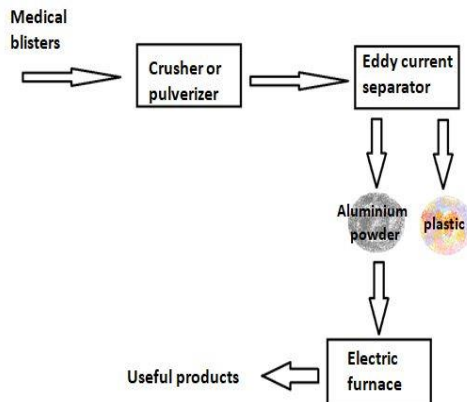 Medical
blisters
Crusher or
pulverizer
Eddy current
separator
Aluminium
powder
plastic
Electric
furnace
Useful products